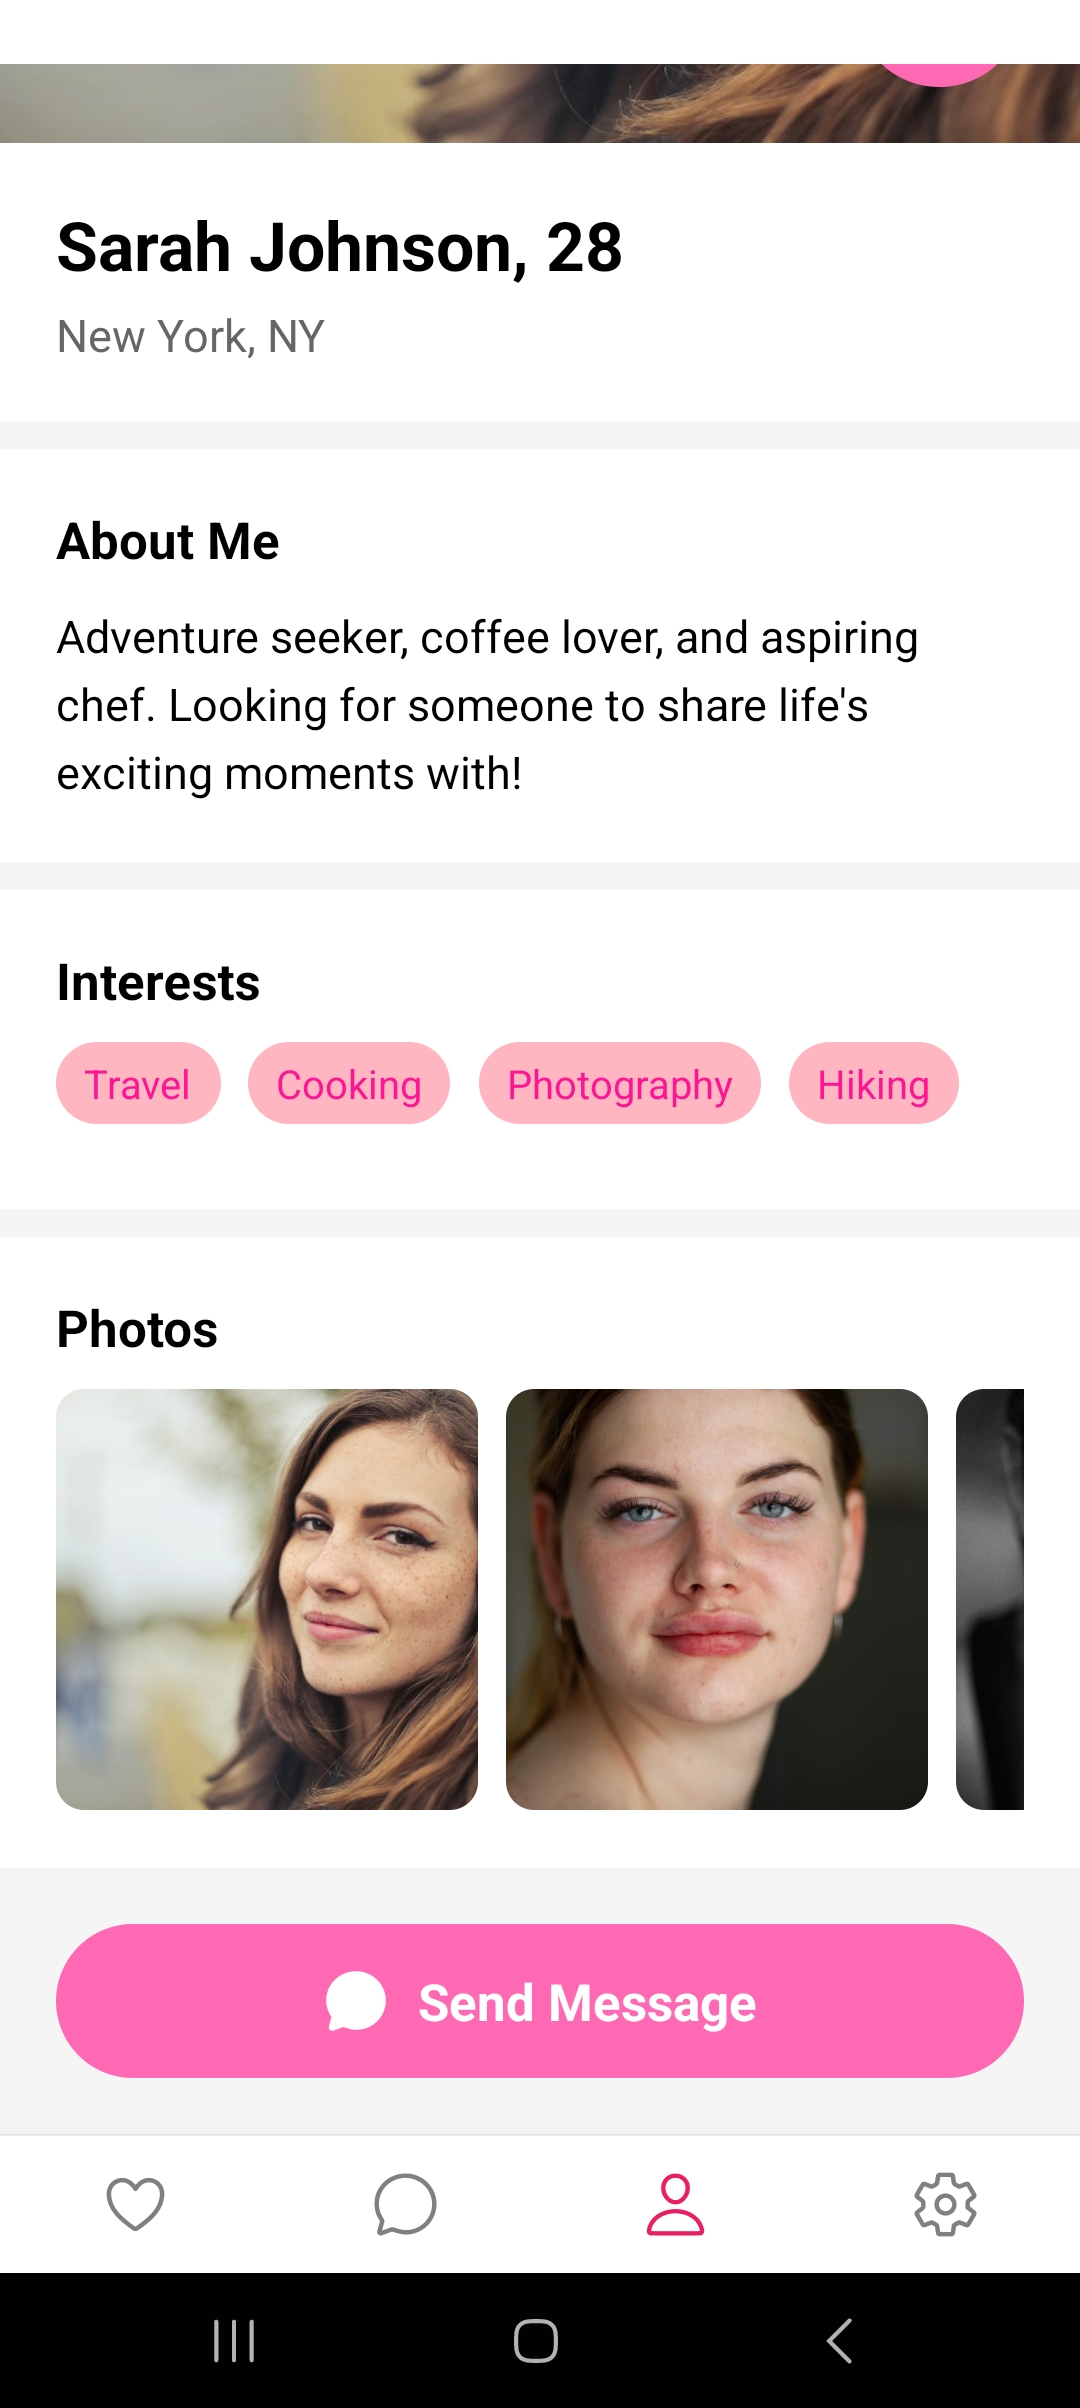 Sarah Johnson, 28
New York, NY
About Me
Adventure seeker, coffee lover, and aspiring
chef. Looking for someone to share life's
exciting moments with!
Interests
Travel Cooking Photography Hiking
Photos
Send Message